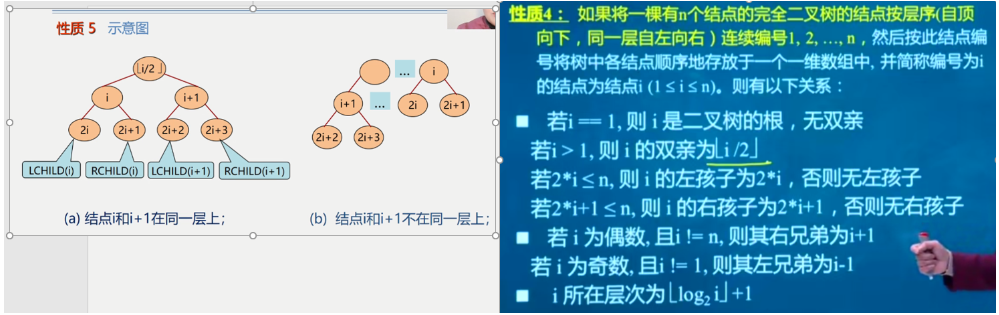 性质 5 示意图
⌊i/2⌋
i
i+1
2i
2i+1
2i+2
2i+3
LCHILD(i)
RCHILD(i)
LCHILD(i+1)
RCHILD(i+1)
(a) 结点i和i+1在同一层上；
...
i
i+1
...
2i
2i+1
2i+2
2i+3
(b) 结点i和i+1不在同一层上；
性质4： 如果将一棵有n个结点的完全二叉树的结点按层序(自顶
向下，同一层自左向右）连续编号1, 2, …, n，然后按此结点编
号将树中各结点顺序地存放于一个一维数组中, 并简称编号为i
的结点为结点i (1 ≤ i ≤ n)。则有以下关系：
■ 若i == 1, 则 i 是二叉树的根，无双亲
若i > 1, 则 i 的双亲为⌊i /2⌋
若2*i ≤ n, 则 i 的左孩子为2*i，否则无左孩子
若2*i+1 ≤ n, 则 i 的右孩子为2*i+1，否则无右孩子
■ 若 i 为偶数, 且i != n, 则其右兄弟为i+1
若 i 为奇数, 且i != 1, 则其左兄弟为i-1
■ i 所在层次为⌊log₂ i⌋+1